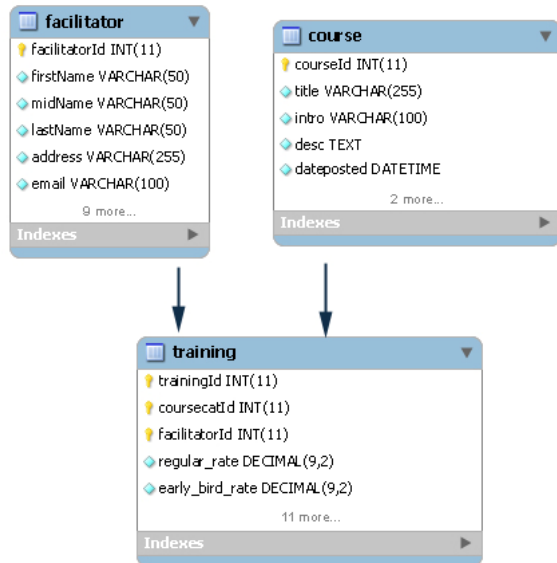 facilitator
facilitatorId INT(11)
firstName VARCHAR(50)
midName VARCHAR(50)
lastName VARCHAR(50)
address VARCHAR(255)
email VARCHAR(100)
9 more...
Indexes
course
courseId INT(11)
title VARCHAR(255)
intro VARCHAR(100)
desc TEXT
dateposted DATETIME
2 more...
Indexes
training
trainingId INT(11)
coursecatId INT(11)
facilitatorId INT(11)
regular_rate DECIMAL(9,2)
early_bird_rate DECIMAL(9,2)
11 more...
Indexes